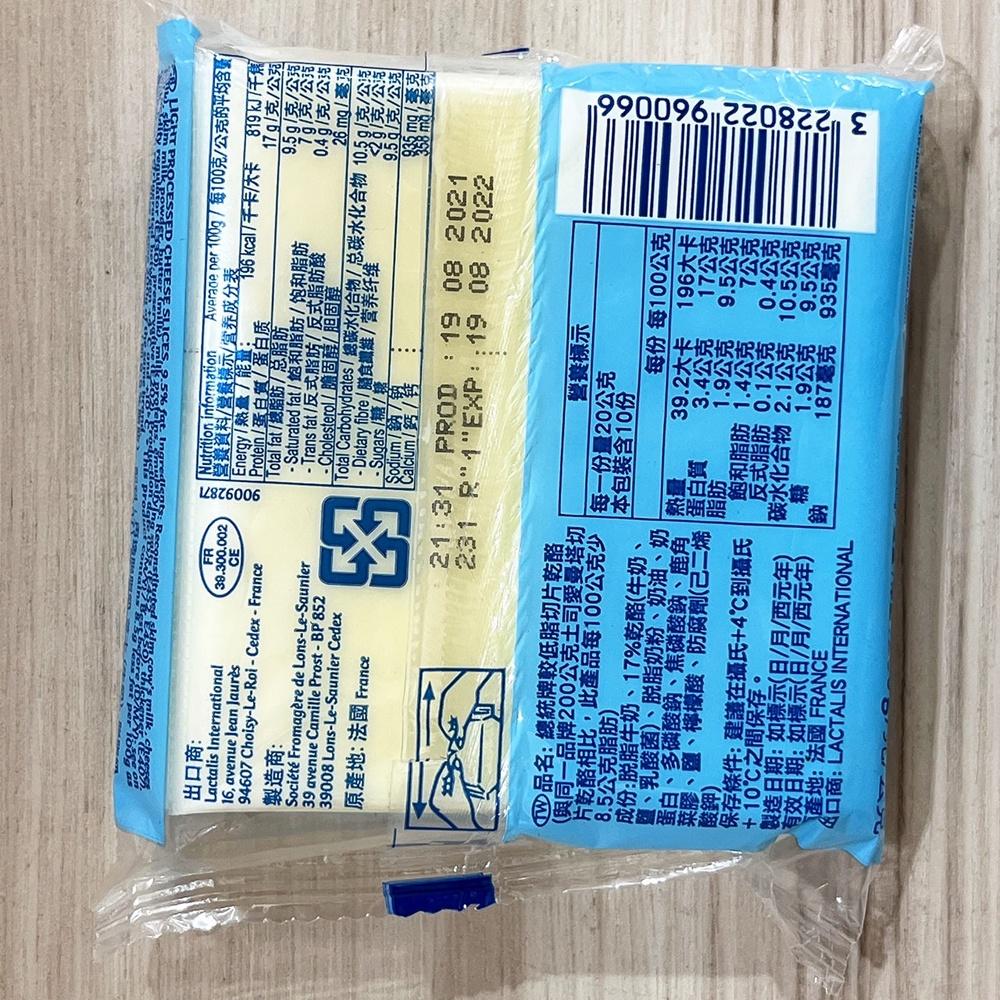 LIGHT PROCESSED CHEESE SLICES, 9.5% fat.
Nutrition information Average per 100g / 每100克/公克的平均含量
營養資料/營養標示/营养成分表
Energy / 熱量 / 能量: 196 kcal / 千卡/大卡 819 kJ / 千焦
Protein / 蛋白質 / 蛋白质 17 g / 克 / 公克
Total fat / 總脂肪 / 总脂肪 9.5 g / 克 / 公克
- Saturated fat / 飽和脂肪 / 饱和脂肪 7 g / 克 / 公克
- Trans fat / 反式脂肪 / 反式脂肪酸 0.4 g / 克 / 公克
- Cholesterol / 膽固醇 / 胆固醇 26 mg / 毫克
Total Carbohydrates / 總碳水化合物 / 总碳水化合物 10.5 g / 克 / 公克
- Dietary fibre / 膳食纖維 / 营养纤维 <2 g / 克 / 公克
- Sugars / 糖 / 糖 9.5 g / 克 / 公克
Sodium / 鈉 / 钠 935 mg / 毫克
Calcium / 鈣 / 钙 mg / 毫克
90092871
FR
39.300.002
CE
出口商:
Lactalis International
16, avenue Jean Jaurès
94607 Choisy-Le-Roi - Cedex - France
製造商:
Société Fromagère de Lons-Le-Saunier
39 avenue Camille Prost - BP 852
39008 Lons-Le-Saunier Cedex
原產地: 法國 France
21:31 PROD : 19 08 2021
231 R"1"EXP : 19 08 2022
3 228022 960066
營養標示
每一份量20公克
本包裝含10份
每份 每100公克
熱量 39.2大卡 196大卡
蛋白質 3.4公克 17公克
脂肪 1.9公克 9.5公克
飽和脂肪 1.4公克 7公克
反式脂肪 0.1公克 0.4公克
碳水化合物 2.1公克 10.5公克
糖 1.9公克 9.5公克
鈉 187毫克 935毫克
TW 品名: 總統牌較低脂切片乾酪
(與同一品牌200公克土司愛曼塔切
片乾酪相比，此產品每100公克少
8.5公克脂肪)
成份: 脫脂牛奶、17%乾酪(牛奶、
鹽、乳酸菌)、脫脂奶粉、奶油、奶
蛋白、多磷酸鈉、焦磷酸鈉、鹿角
菜膠、鹽、檸檬酸、防腐劑(己二烯
酸鉀)
保存條件: 建議在攝氏+4°C到攝氏
+10°C之間保存。
製造日期: 如標示(日/月/西元年)
有效日期: 如標示(日/月/西元年)
原產地: 法國 FRANCE
出口商: LACTALIS INTERNATIONAL